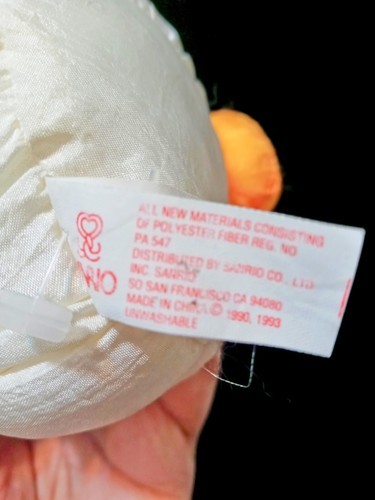 ALL NEW MATERIALS CONSISTING
OF POLYESTER FIBER REG. NO
PA 547
DISTRIBUTED BY SANRIO CO., LTD
INC. SANRIO
SO SAN FRANCISCO CA 94080
MADE IN CHINA © 1990, 1993
UNWASHABLE